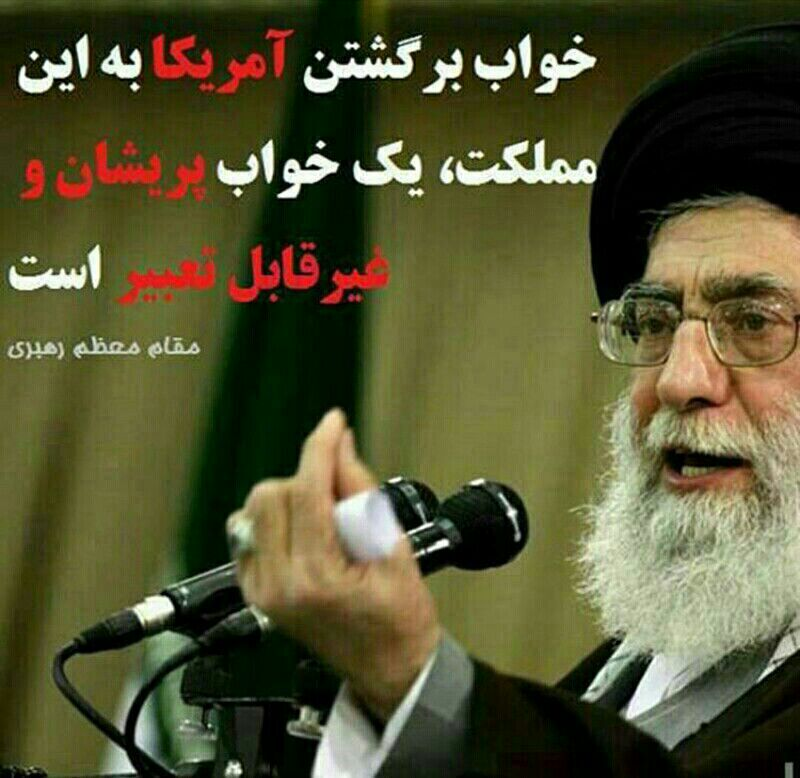 خواب برگشتن آمریکا به این
مملکت، یک خواب پریشان و
غیرقابل تعبیر است
مقام معظم رهبری